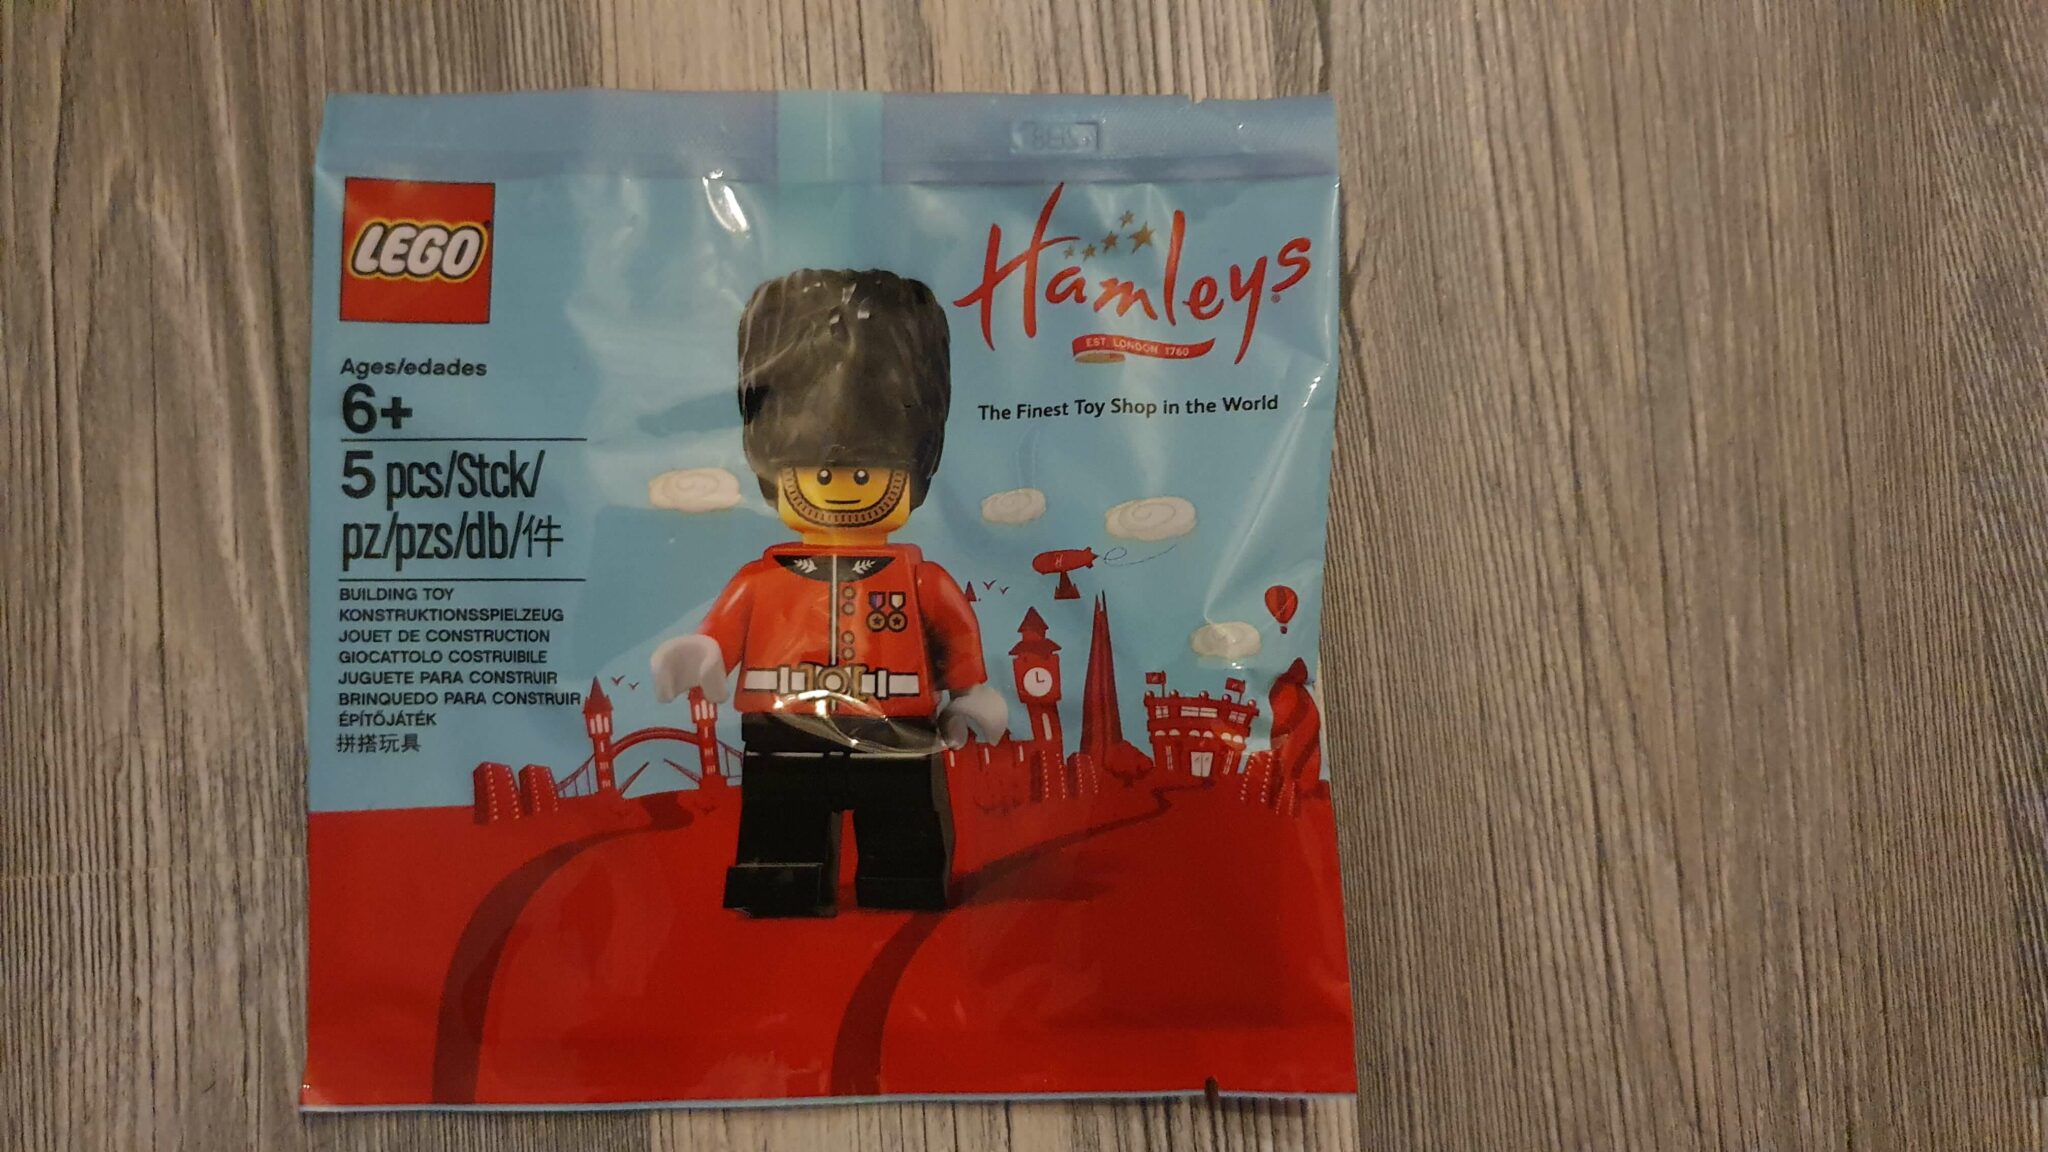 LEGO
Ages/edades
6+
5 pcs/Stck/
pz/pzs/db/件
BUILDING TOY
KONSTRUKTIONSSPIELZEUG
JOUET DE CONSTRUCTION
GIOCATTOLO COSTRUIBILE
JUGUETE PARA CONSTRUIR
BRINQUEDO PARA CONSTRUIR
ÉPÍTŐJÁTÉK
拼搭玩具
Hamleys®
EST. LONDON 1760
The Finest Toy Shop in the World